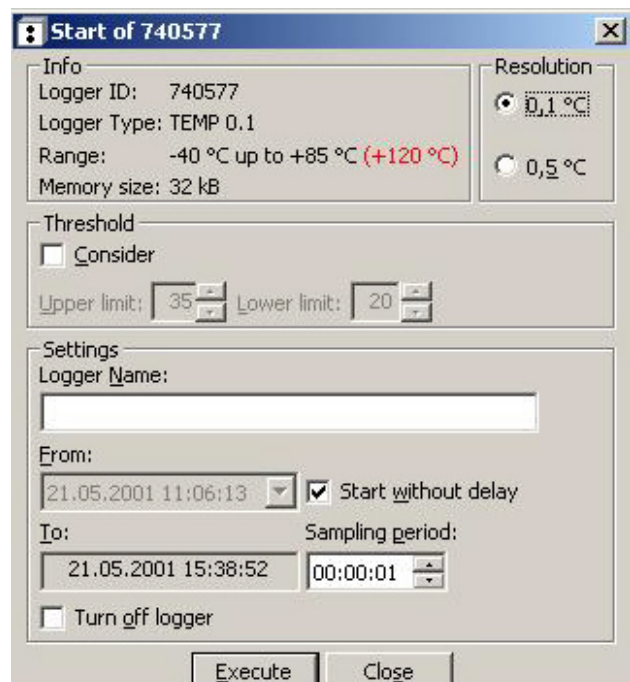 Start of 740577
Info
Logger ID: 740577
Logger Type: TEMP 0.1
Range: -40 °C up to +85 °C (+120 °C)
Memory size: 32 kB
Resolution
0,1 °C
0,5 °C
Threshold
Consider
Upper limit: 35 Lower limit: 20
Settings
Logger Name:
From:
21.05.2001 11:06:13 Start without delay
To: Sampling period:
21.05.2001 15:38:52 00:00:01
Turn off logger
Execute Close